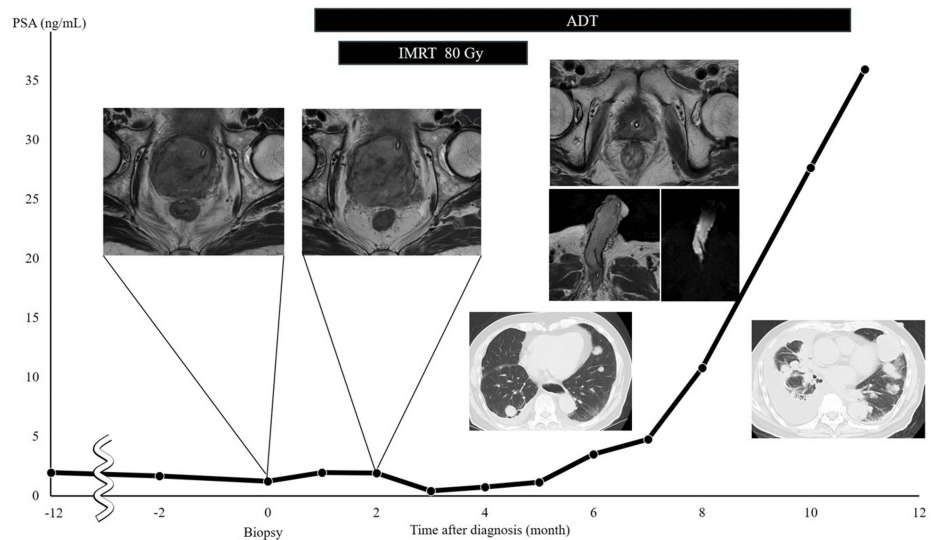 PSA (ng/mL)
ADT
IMRT 80 Gy
35
30
25
20
15
10
5
0
-12 -2 0 2 4 6 8 10 12
Biopsy Time after diagnosis (month)